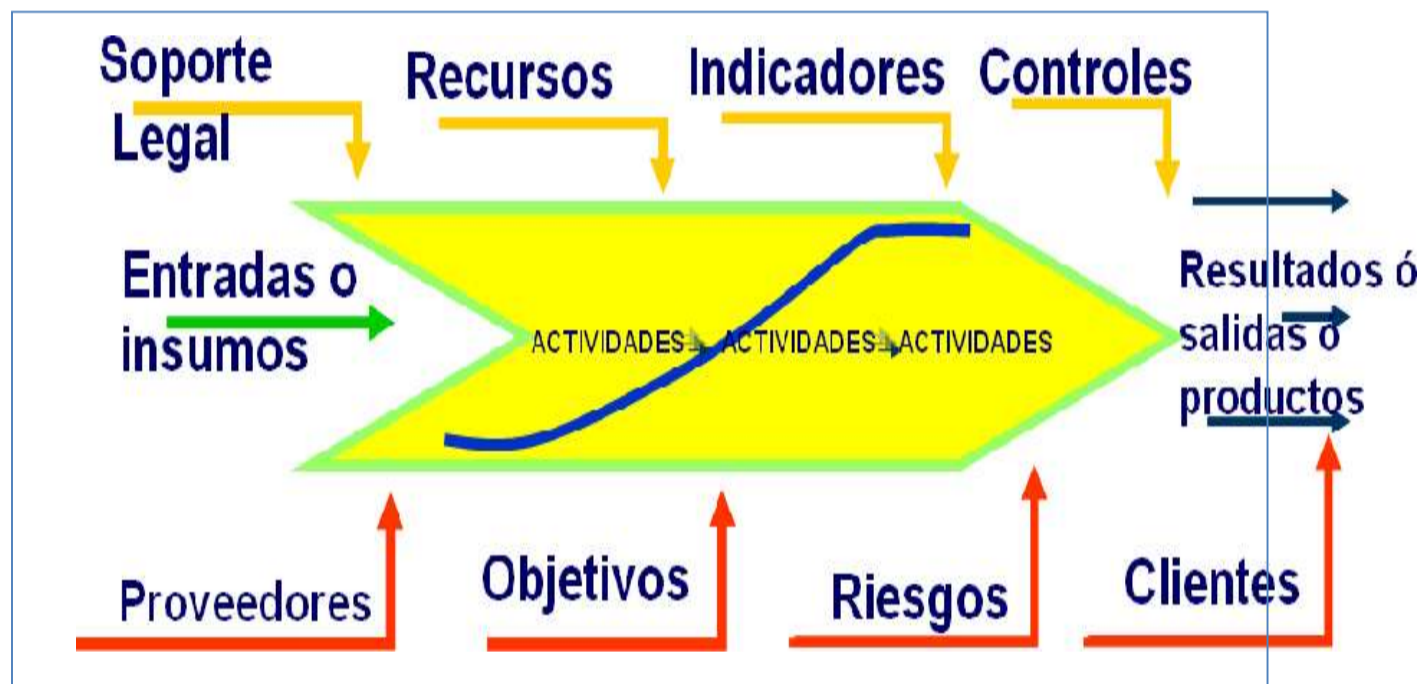 Soporte
Legal
Recursos
Indicadores
Controles
Entradas o
insumos
ACTIVIDADES ACTIVIDADES ACTIVIDADES
Resultados ó
salidas o
productos
Proveedores
Objetivos
Riesgos
Clientes